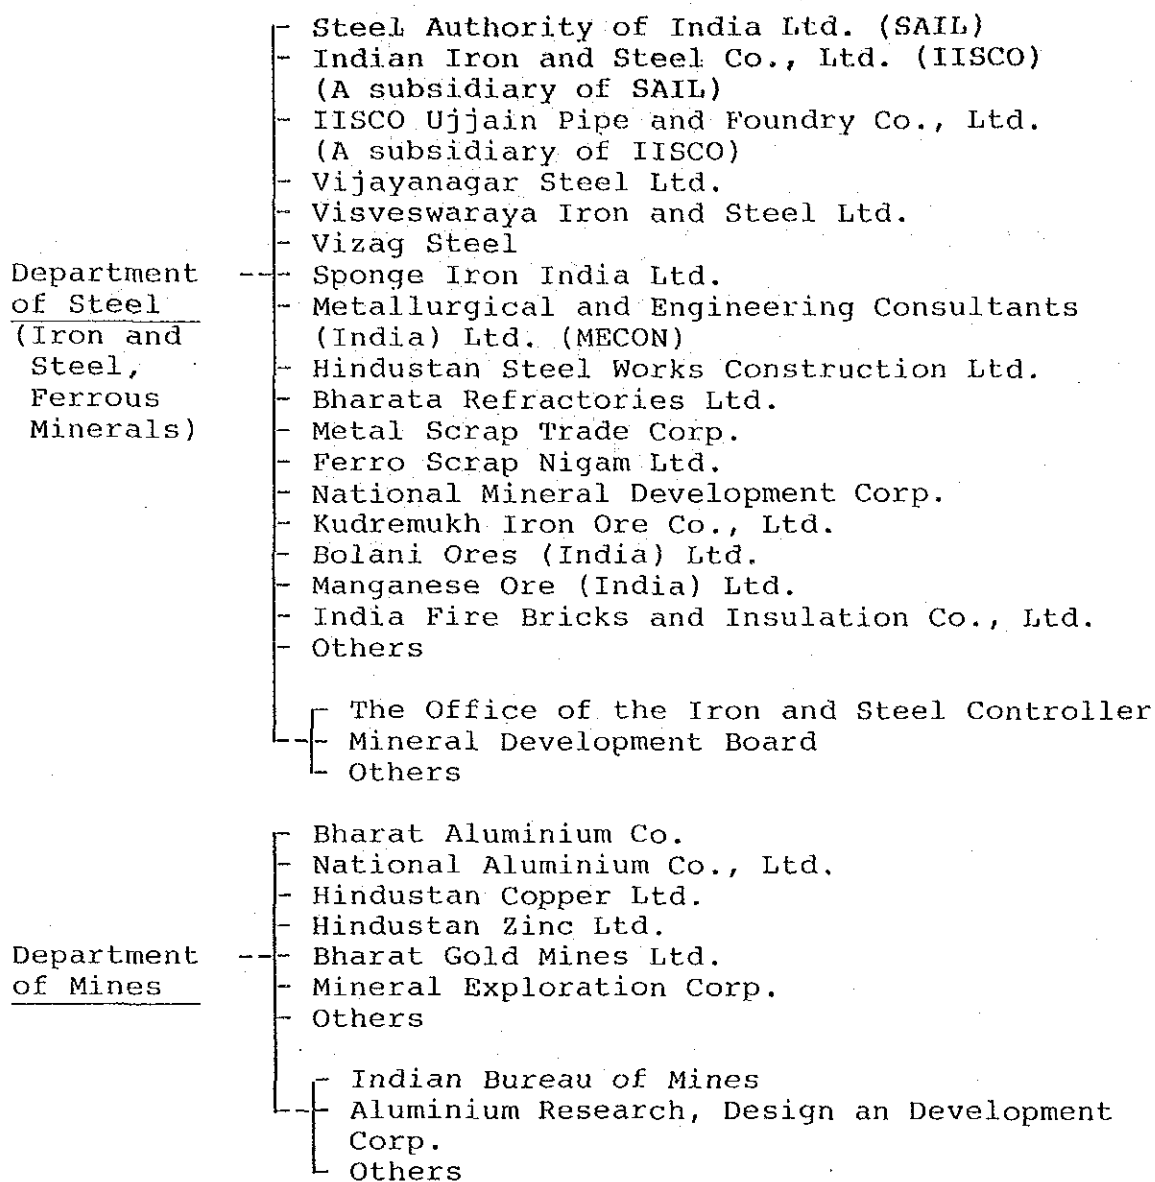 - Steel Authority of India Ltd. (SAIL)
- Indian Iron and Steel Co., Ltd. (IISCO)
(A subsidiary of SAIL)
- IISCO Ujjain Pipe and Foundry Co., Ltd.
(A subsidiary of IISCO)
- Vijayanagar Steel Ltd.
- Visveswaraya Iron and Steel Ltd.
- Vizag Steel
Department - Sponge Iron India Ltd.
of Steel - Metallurgical and Engineering Consultants
(Iron and (India) Ltd. (MECON)
Steel, - Hindustan Steel Works Construction Ltd.
Ferrous - Bharata Refractories Ltd.
Minerals) - Metal Scrap Trade Corp.
- Ferro Scrap Nigam Ltd.
- National Mineral Development Corp.
- Kudremukh Iron Ore Co., Ltd.
- Bolani Ores (India) Ltd.
- Manganese Ore (India) Ltd.
- India Fire Bricks and Insulation Co., Ltd.
- Others
- The Office of the Iron and Steel Controller
- Mineral Development Board
- Others
- Bharat Aluminium Co.
- National Aluminium Co., Ltd.
- Hindustan Copper Ltd.
- Hindustan Zinc Ltd.
Department - Bharat Gold Mines Ltd.
of Mines - Mineral Exploration Corp.
- Others
- Indian Bureau of Mines
- Aluminium Research, Design an Development
Corp.
- Others